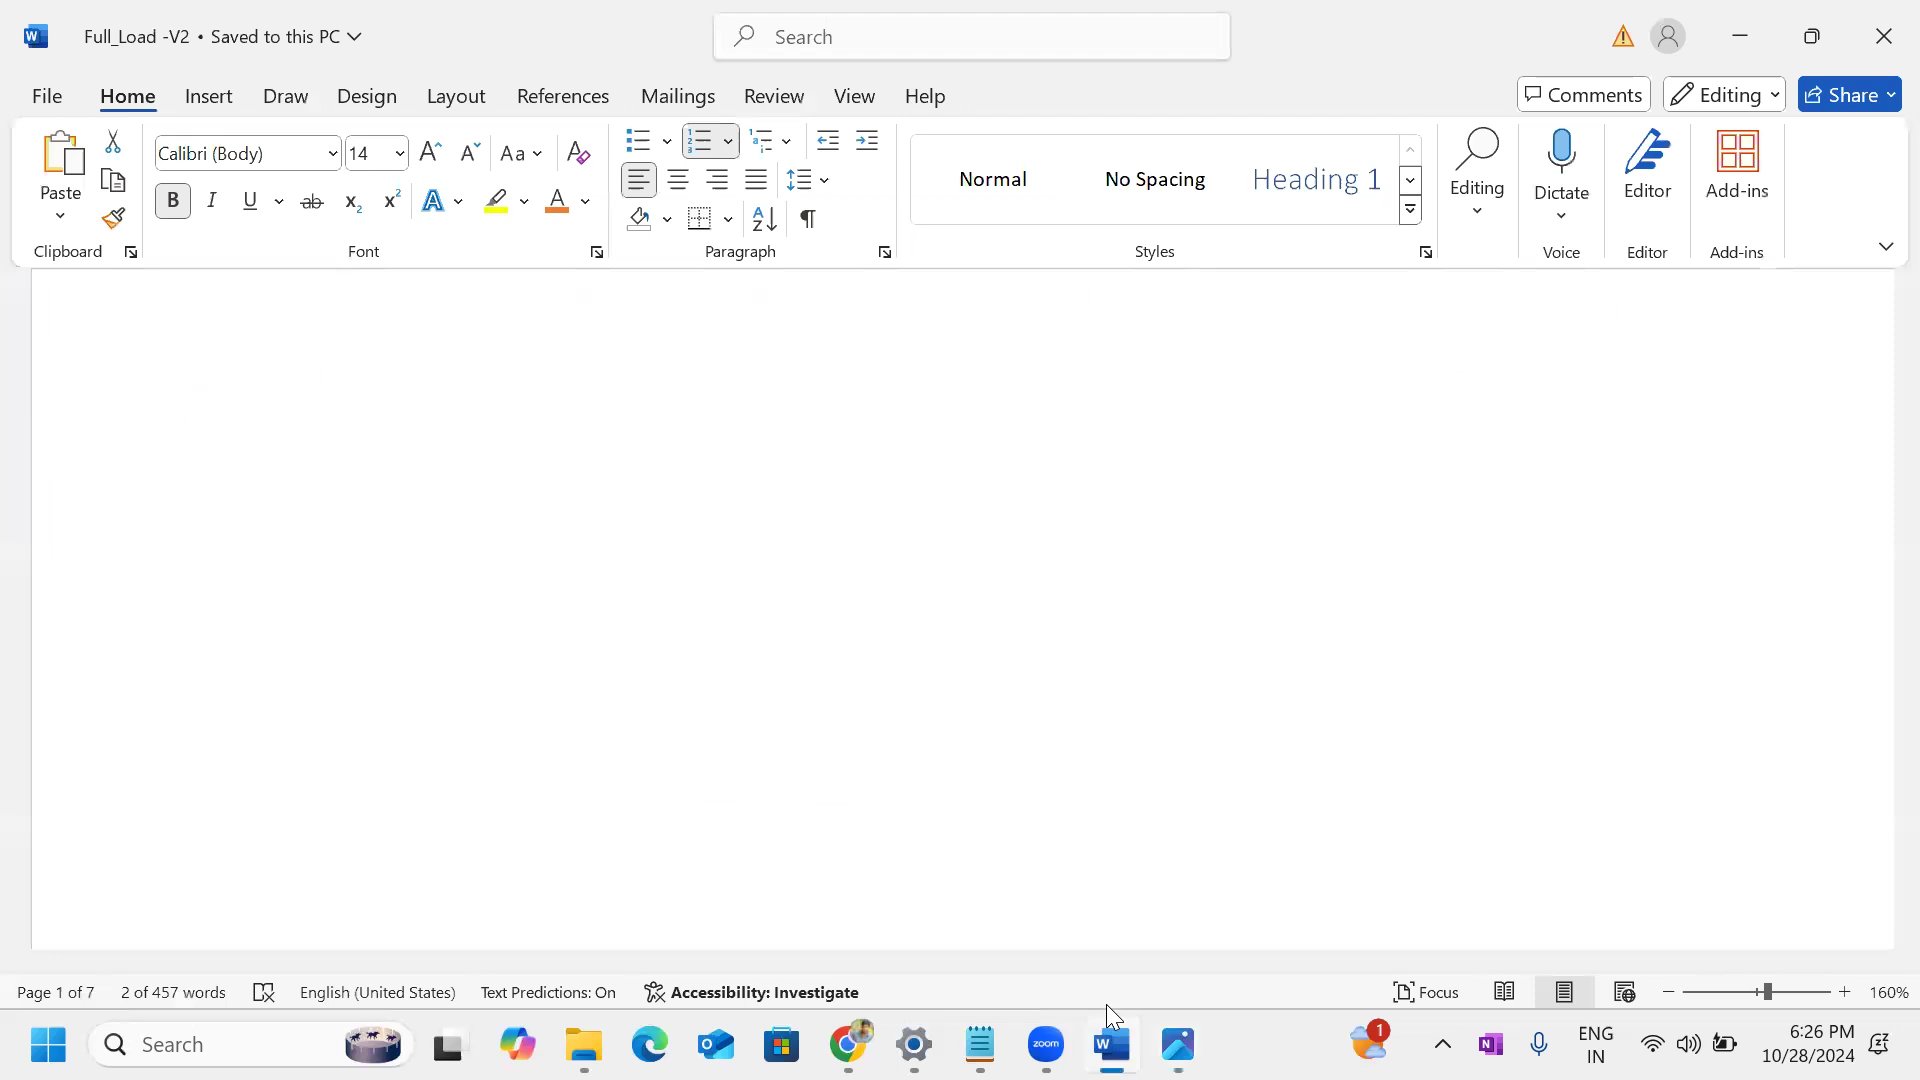 Full_Load -V2 • Saved to this PC
Search
File Home Insert Draw Design Layout References Mailings Review View Help
Comments Editing Share
Calibri (Body) 14
Aa
Paste
Normal No Spacing Heading 1
Editing Dictate Editor Add-ins
Clipboard Font Paragraph Styles Voice Editor Add-ins
Page 1 of 7 2 of 457 words English (United States) Text Predictions: On Accessibility: Investigate Focus 160%
Search
zoom
1
ENG
IN
6:26 PM
10/28/2024